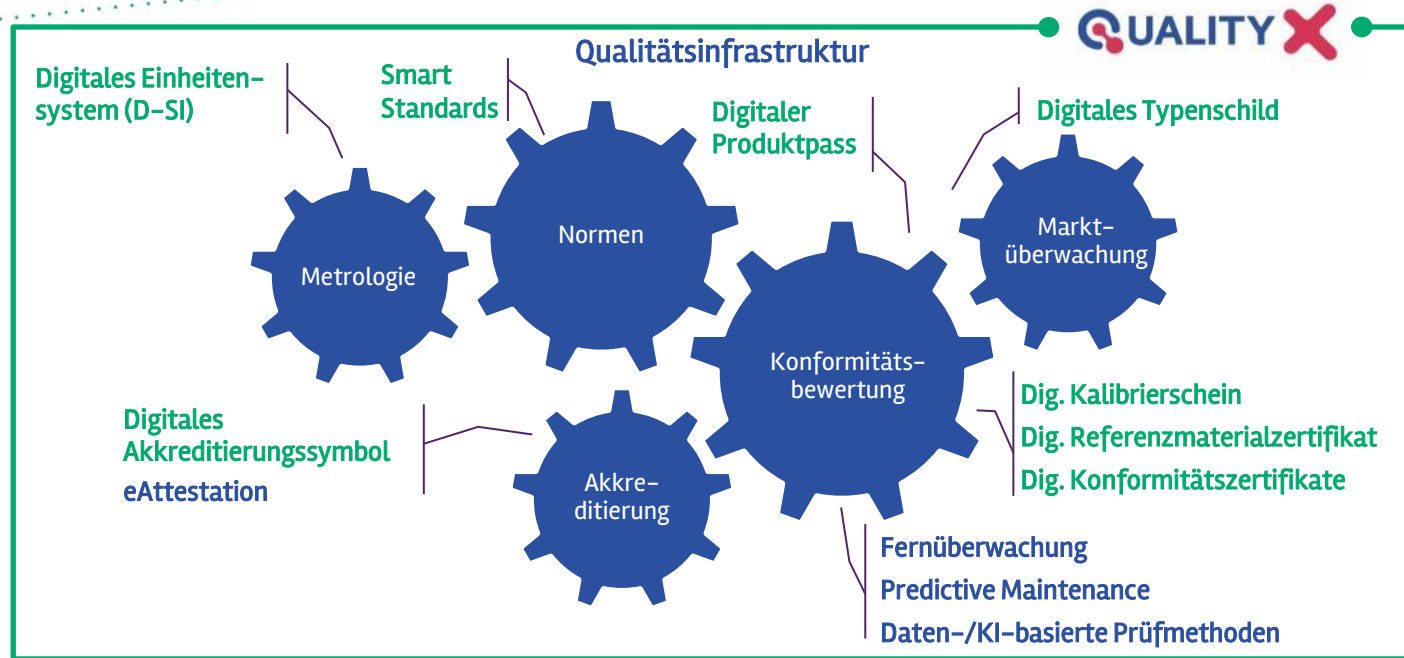 QUALITY X
Qualitätsinfrastruktur
Digitales Einheiten-
system (D-SI)
Smart
Standards
Digitaler
Produktpass
Digitales Typenschild
Metrologie
Normen
Markt-
überwachung
Konformitäts-
bewertung
Digitales
Akkreditierungssymbol
eAttestation
Akkre-
ditierung
Dig. Kalibrierschein
Dig. Referenzmaterialzertifikat
Dig. Konformitätszertifikate
Fernüberwachung
Predictive Maintenance
Daten-/KI-basierte Prüfmethoden